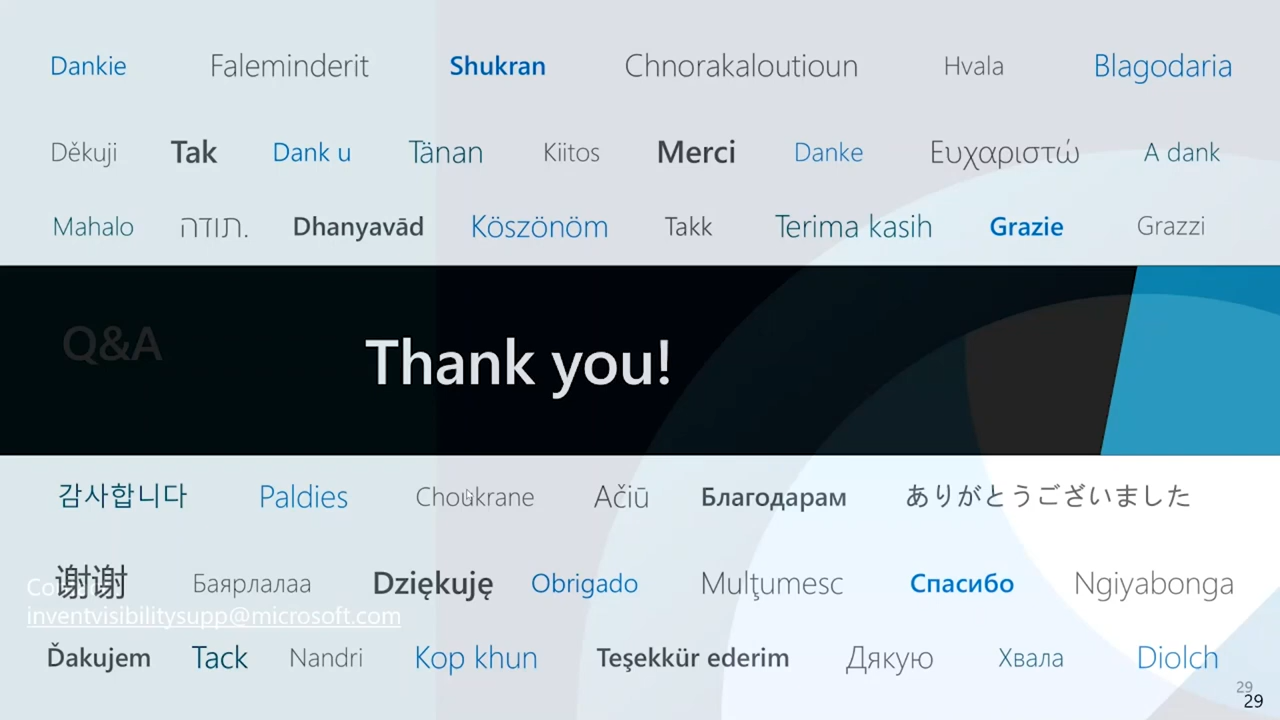 Dankie Faleminderit Shukran Chnorakaloutioun Hvala Blagodaria
Děkuji Tak Dank u Tänan Kiitos Merci Danke Ευχαριστώ A dank
Mahalo תודה. Dhanyavād Köszönöm Takk Terima kasih Grazie Grazzi
Q&A
Thank you!
감사합니다 Paldies Choukrane Ačiū Благодарам ありがとうございました
谢谢 Баярлалаа Dziękuję Obrigado Mulţumesc Спасибо Ngiyabonga
inventvisibilitysupp@microsoft.com
Ďakujem Tack Nandri Kop khun Teşekkür ederim Дякую Хвала Diolch
29
29